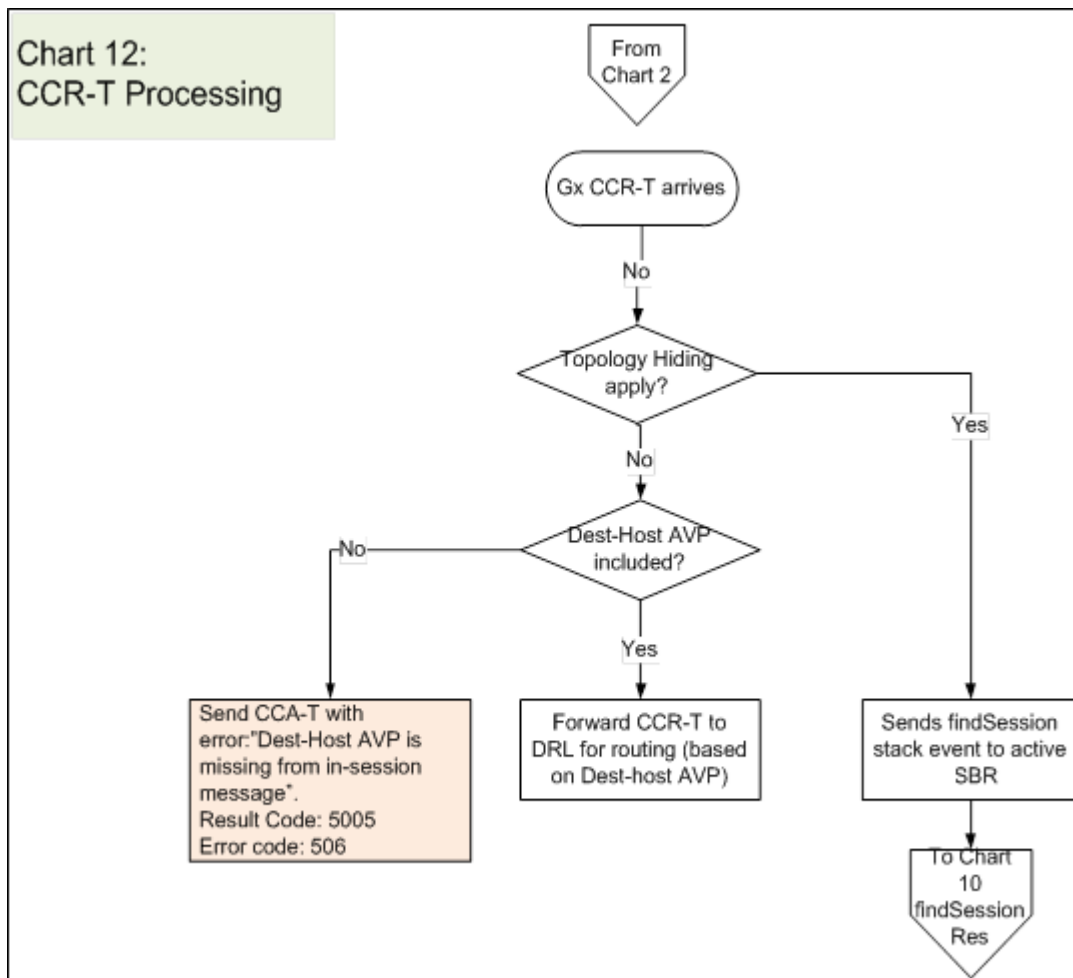 Chart 12:
CCR-T Processing
From
Chart 2
Gx CCR-T arrives
No
Topology Hiding
apply?
Yes
No
Dest-Host AVP
included?
No
Yes
Send CCA-T with
error:"Dest-Host AVP is
missing from in-session
message".
Result Code: 5005
Error code: 506
Forward CCR-T to
DRL for routing (based
on Dest-host AVP)
Sends findSession
stack event to active
SBR
To Chart
10
findSession
Res